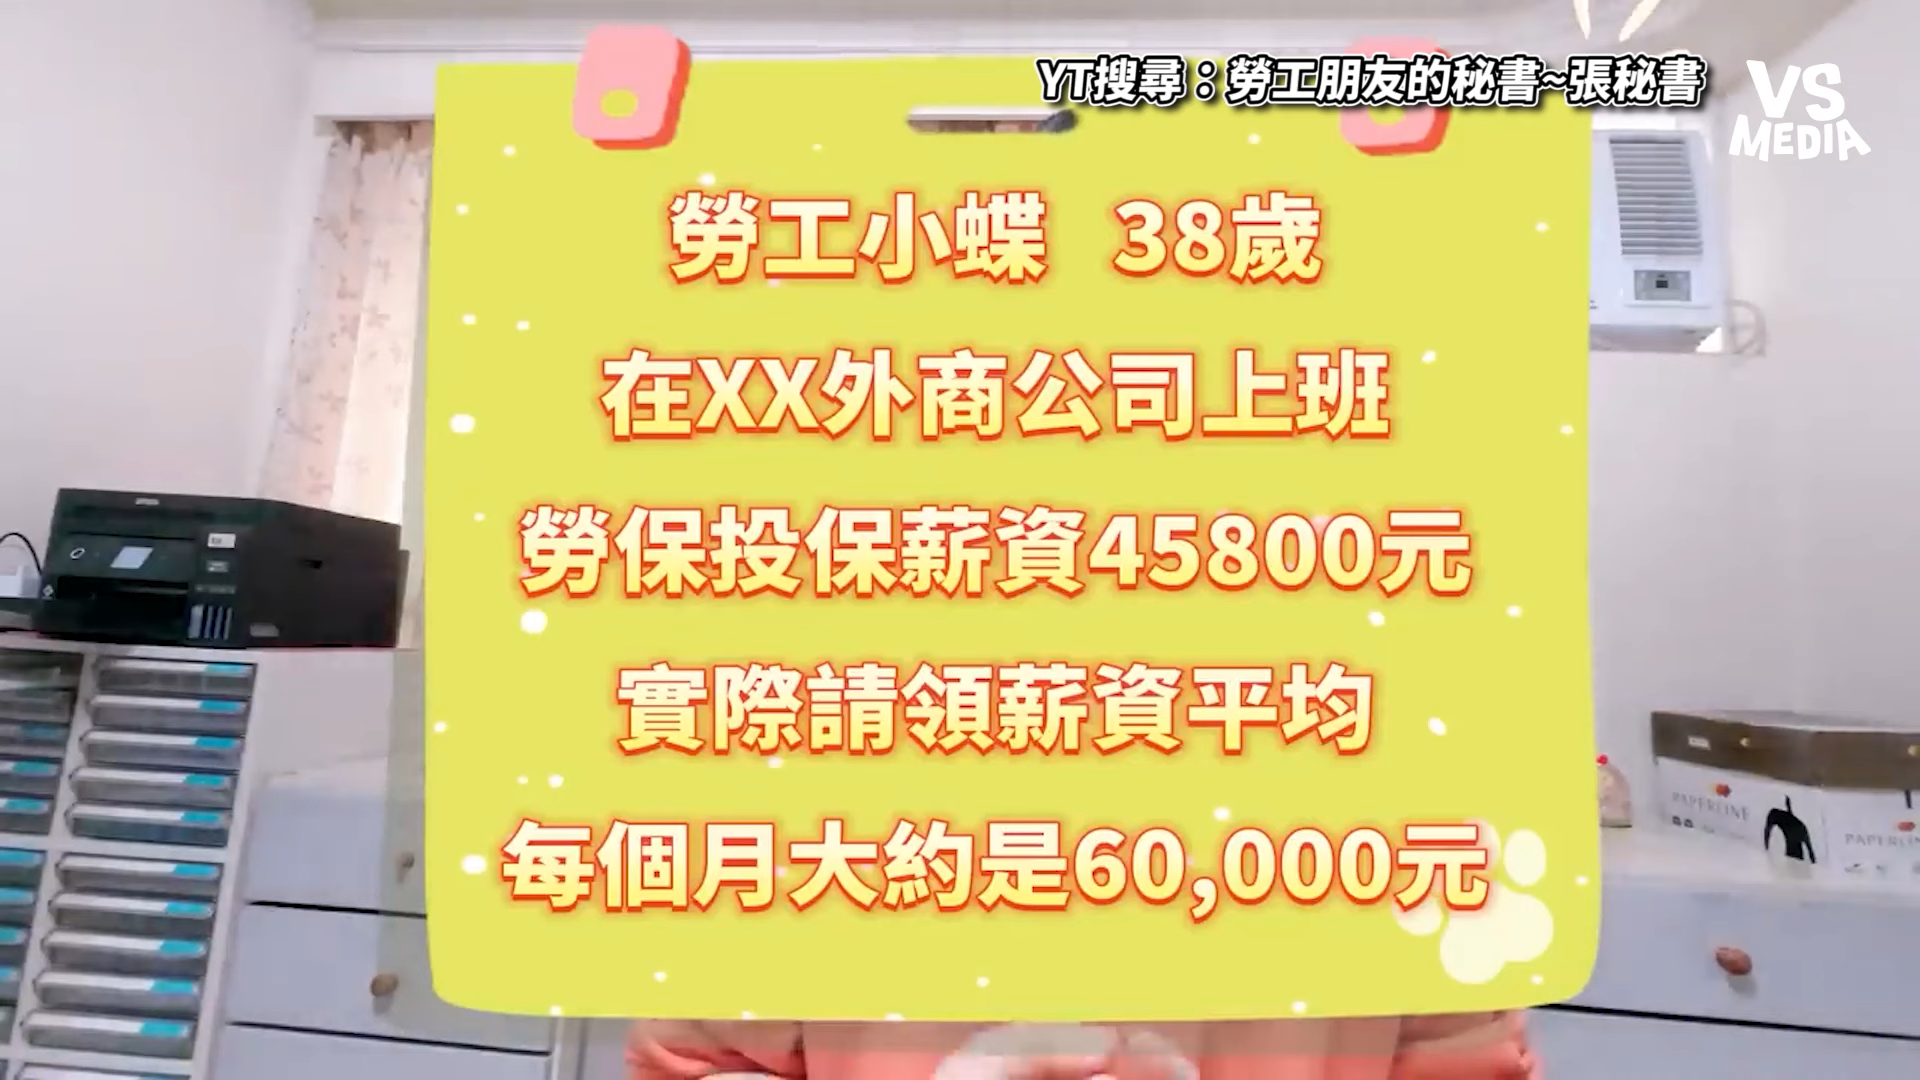 YT搜尋：勞工朋友的秘書~張秘書
VS
MEDIA
勞工小蝶 38歲
在XX外商公司上班
勞保投保薪資45800元
實際請領薪資平均
每個月大約是60,000元
EPSON
PAPERLINE
PAPERLINE